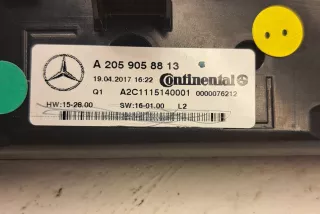 A 205 905 88 13
19.04.2017 16:22 Continental
Q1 A2C1115140001 0000076212
HW:15-26.00 SW:16-01.00 L2